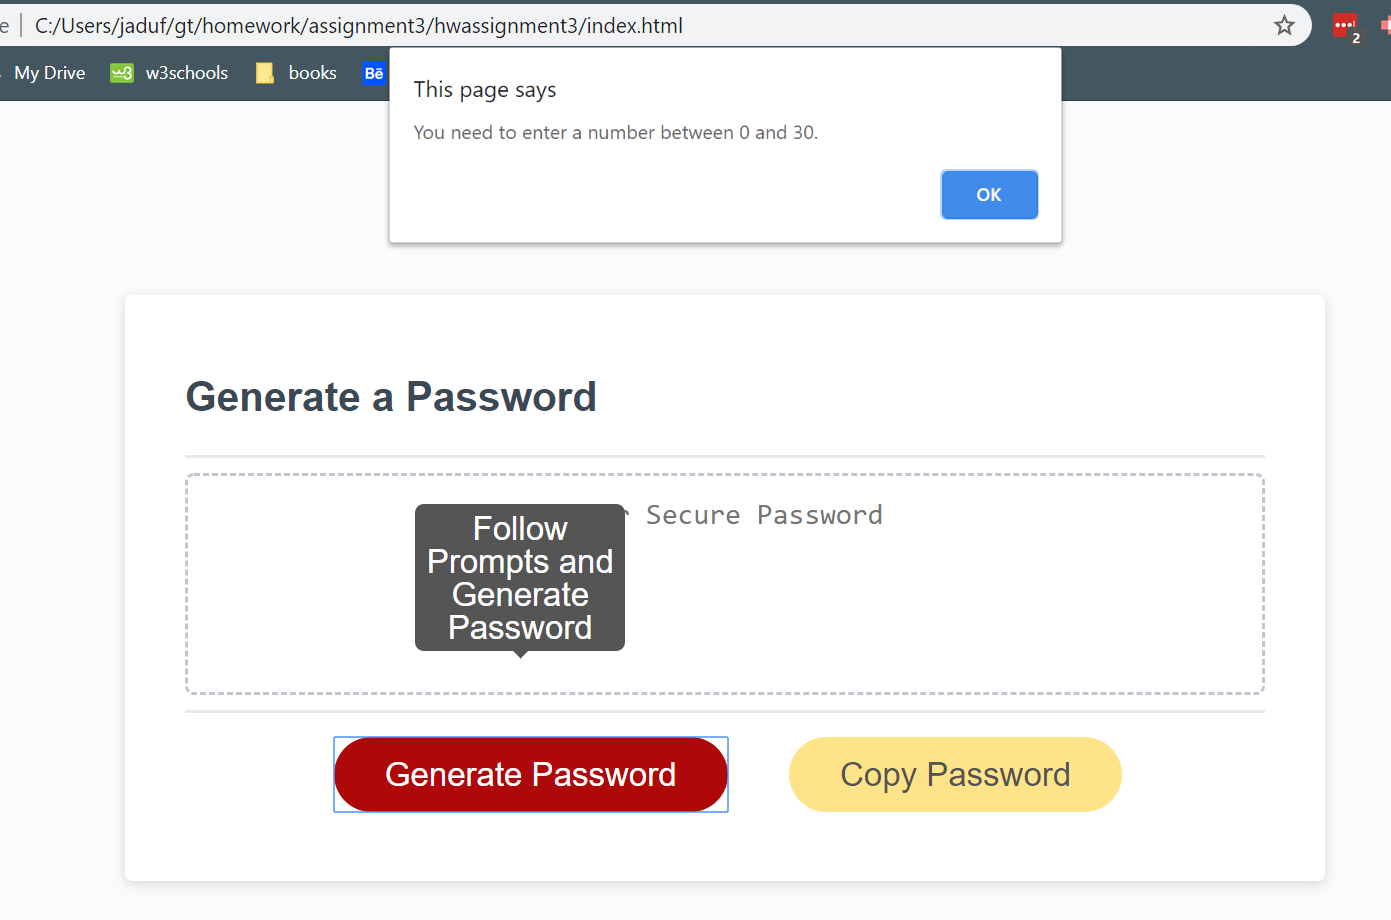 C:/Users/jaduf/gt/homework/assignment3/hwassignment3/index.html
2
My Drive w3 w3schools books Bē
This page says
You need to enter a number between 0 and 30.
OK
Generate a Password
Secure Password
Follow
Prompts and
Generate
Password
Generate Password Copy Password